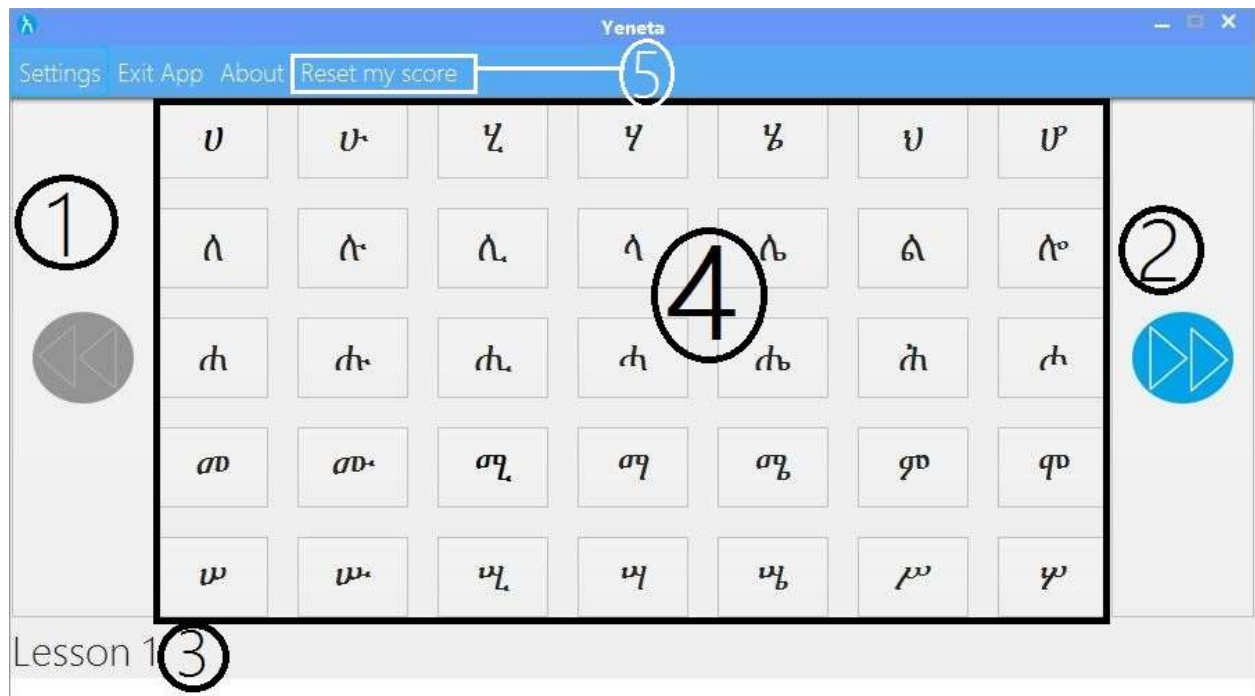 Yeneta
Settings Exit App About Reset my score
5
ሀ ሁ ሂ ሃ ሄ ህ ሆ
1
2
ለ ሉ ሊ ላ ሌ ል ሎ
4
ሐ ሑ ሒ ሓ ሔ ሕ ሖ
መ ሙ ሚ ማ ሜ ም ሞ
ሠ ሡ ሢ ሣ ሤ ሥ ሦ
Lesson 1
3